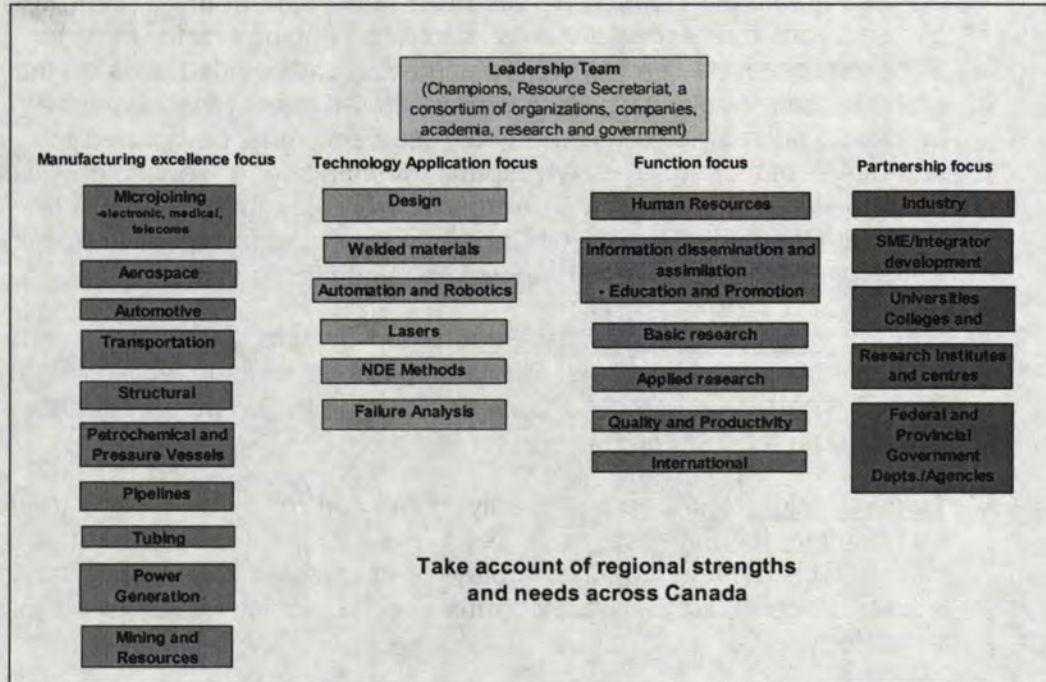 Leadership Team
(Champions, Resource Secretariat, a
consortium of organizations, companies,
academia, research and government)
Manufacturing excellence focus
Microjoining
-electronic, medical,
telecoms
Aerospace
Automotive
Transportation
Structural
Petrochemical and
Pressure Vessels
Pipelines
Tubing
Power
Generation
Mining and
Resources
Technology Application focus
Design
Welded materials
Automation and Robotics
Lasers
NDE Methods
Failure Analysis
Function focus
Human Resources
Information dissemination and
assimilation
- Education and Promotion
Basic research
Applied research
Quality and Productivity
International
Partnership focus
Industry
SME/Integrator
development
Universities
Colleges and
Research Institutes
and centres
Federal and
Provincial
Government
Depts./Agencies
Take account of regional strengths
and needs across Canada